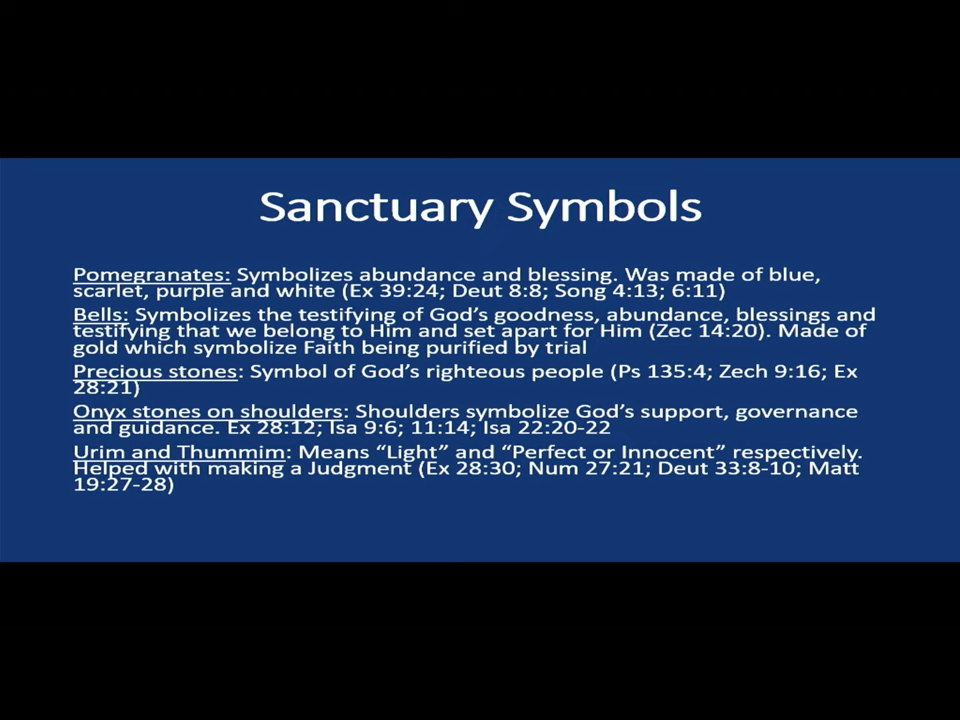 Sanctuary Symbols
Pomegranates: Symbolizes abundance and blessing. Was made of blue,
scarlet, purple and white (Ex 39:24; Deut 8:8; Song 4:13; 6:11)
Bells: Symbolizes the testifying of God’s goodness, abundance, blessings and
testifying that we belong to Him and set apart for Him (Zec 14:20). Made of
gold which symbolize Faith being purified by trial
Precious stones: Symbol of God’s righteous people (Ps 135:4; Zech 9:16; Ex
28:21)
Onyx stones on shoulders: Shoulders symbolize God’s support, governance
and guidance. Ex 28:12; Isa 9:6; 11:14; Isa 22:20-22
Urim and Thummim: Means “Light” and “Perfect or Innocent” respectively.
Helped with making a Judgment (Ex 28:30; Num 27:21; Deut 33:8-10; Matt
19:27-28)